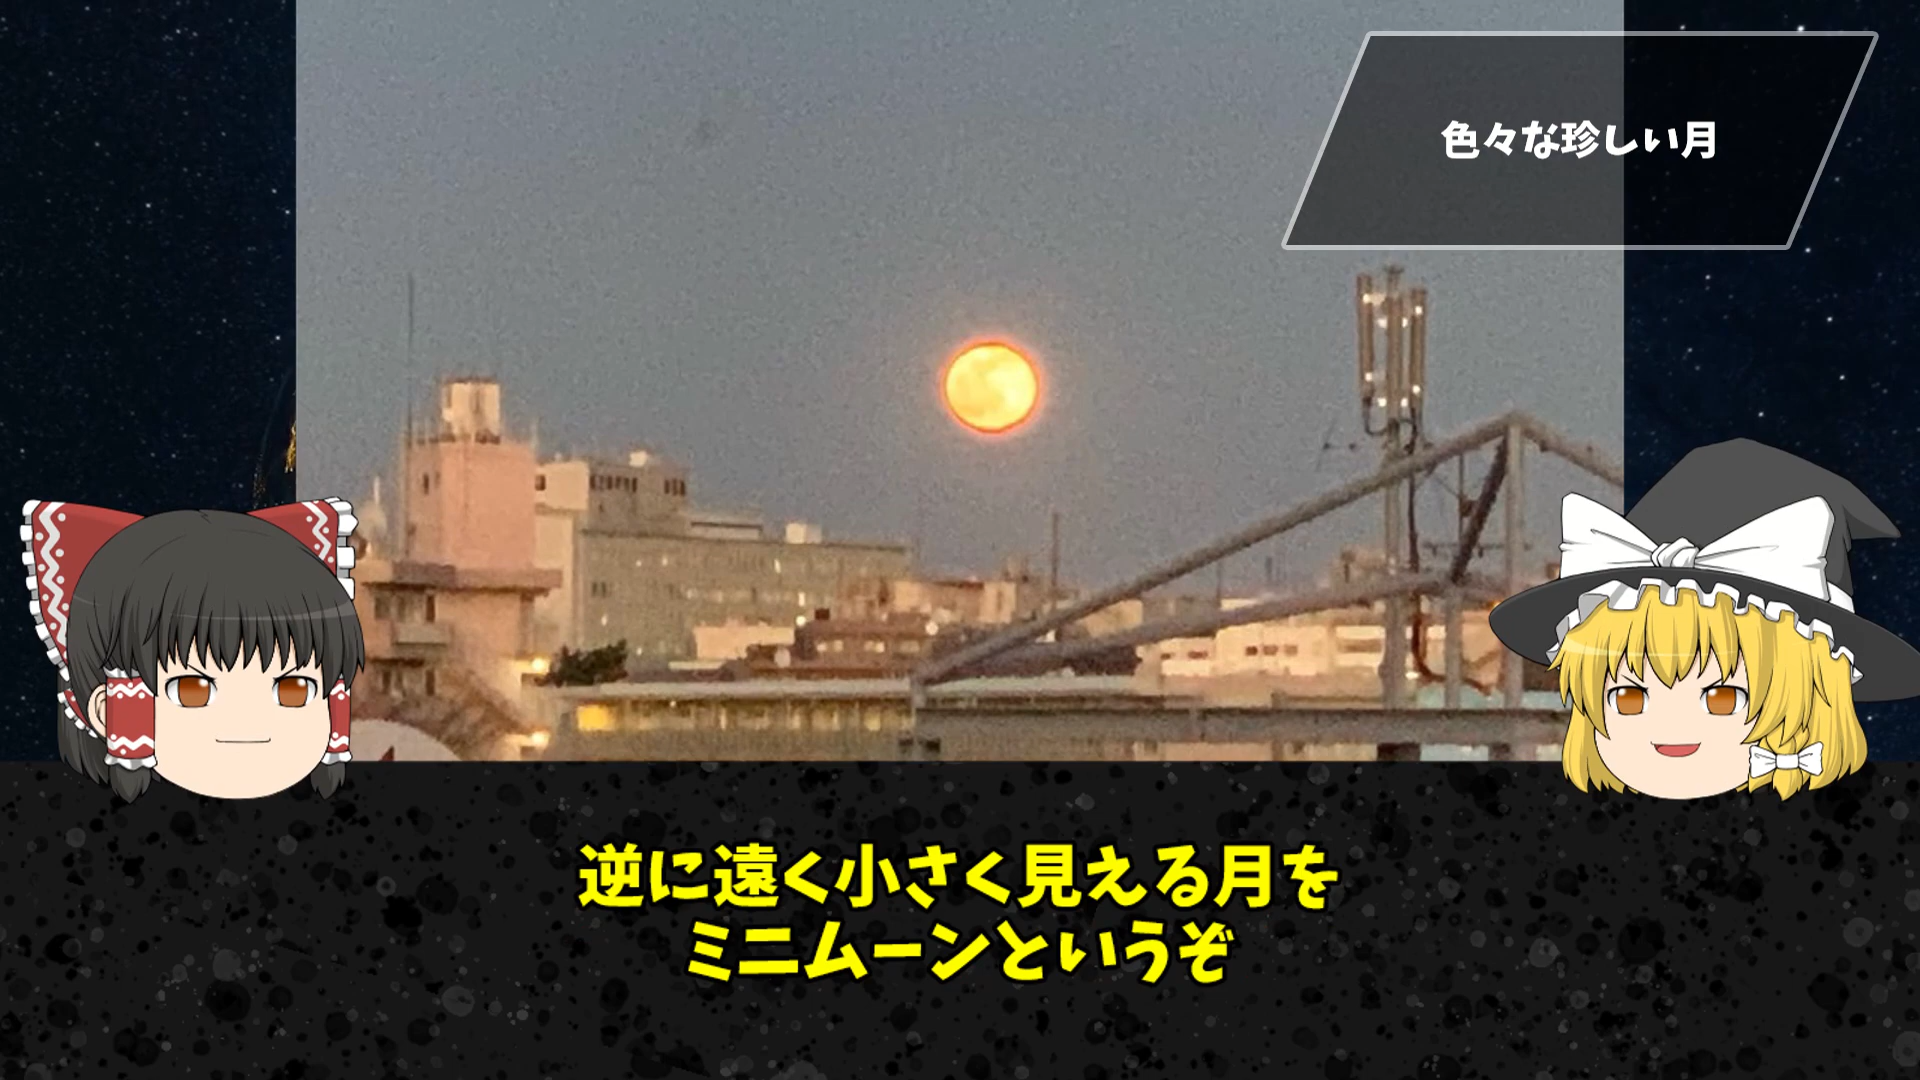 色々な珍しい月
逆に遠く小さく見える月を
ミニムーンというぞ